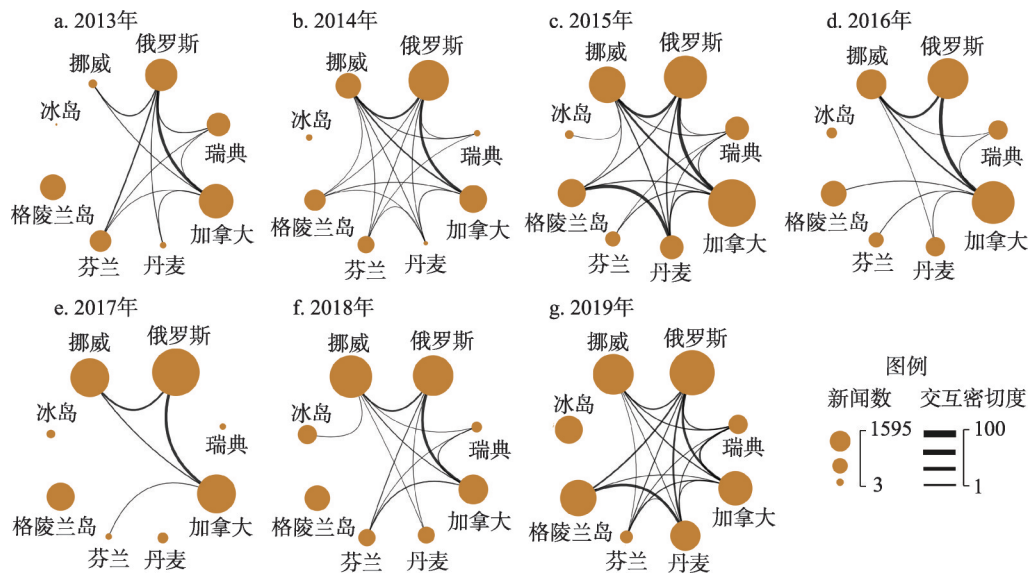 a. 2013年
挪威
俄罗斯
冰岛
瑞典
格陵兰岛
加拿大
芬兰
丹麦
b. 2014年
挪威
俄罗斯
冰岛
瑞典
格陵兰岛
加拿大
芬兰
丹麦
c. 2015年
挪威
俄罗斯
冰岛
瑞典
格陵兰岛
加拿大
芬兰
丹麦
d. 2016年
挪威
俄罗斯
冰岛
瑞典
格陵兰岛
加拿大
芬兰
丹麦
e. 2017年
挪威
俄罗斯
冰岛
瑞典
格陵兰岛
加拿大
芬兰
丹麦
f. 2018年
挪威
俄罗斯
冰岛
瑞典
格陵兰岛
加拿大
芬兰
丹麦
g. 2019年
挪威
俄罗斯
冰岛
瑞典
格陵兰岛
加拿大
芬兰
丹麦
图例
新闻数 交互密切度
1595 100
3 1